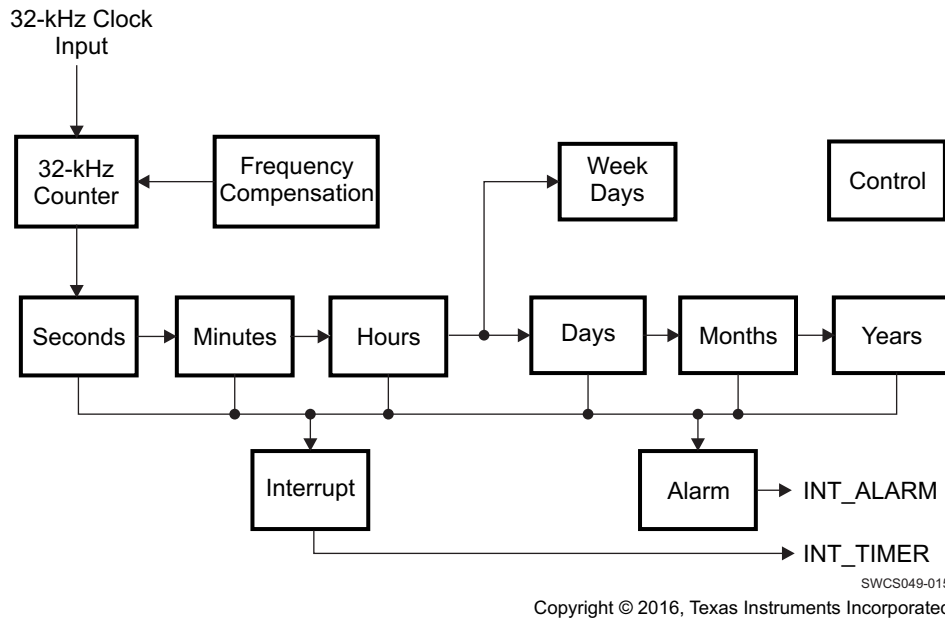 32-kHz Clock
Input
32-kHz
Counter
Frequency
Compensation
Week
Days
Control
Seconds
Minutes
Hours
Days
Months
Years
Interrupt
Alarm
INT_ALARM
INT_TIMER
SWCS049-015
Copyright © 2016, Texas Instruments Incorporated